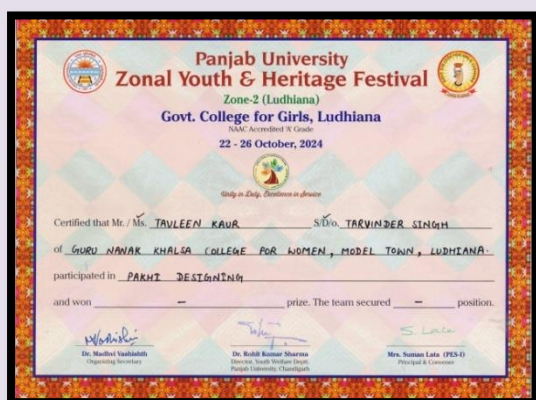 Panjab University
Zonal Youth & Heritage Festival
Zone-2 (Ludhiana)
Govt. College for Girls, Ludhiana
NAAC Accredited 'A' Grade
22 - 26 October, 2024
Unity in Duty, Excellence in Service
Certified that Mr. / Ms. TAVLEEN KAUR S/D/o. TARVINDER SINGH
of GURU NANAK KHALSA COLLEGE FOR WOMEN, MODEL TOWN, LUDHIANA.
participated in PAKHI DESIGNING
and won – prize. The team secured – position.
S. Lata
Dr. Madhvi Vashishth Dr. Rohit Kumar Sharma Mrs. Suman Lata (PES-I)
Organising Secretary Director, Youth Welfare Deptt. Principal & Convener
Panjab University, Chandigarh